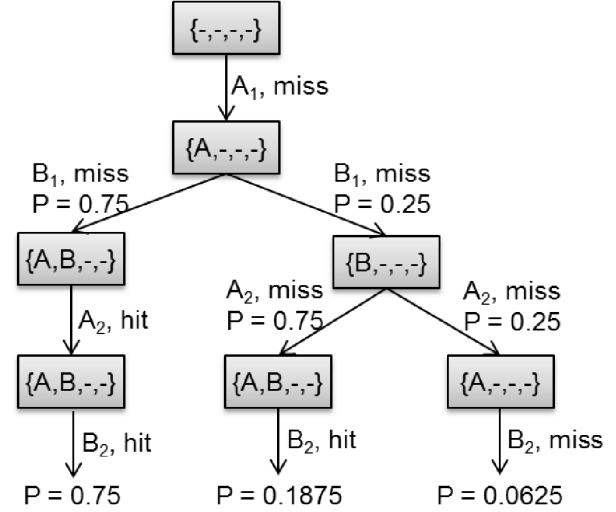 {-,-,-,-}
A₁, miss
{A,-,-,-}
B₁, miss
P = 0.75
B₁, miss
P = 0.25
{A,B,-,-}
{B,-,-,-}
A₂, hit
A₂, miss
P = 0.75
A₂, miss
P = 0.25
{A,B,-,-}
{A,B,-,-}
{A,-,-,-}
B₂, hit
B₂, hit
B₂, miss
P = 0.75
P = 0.1875
P = 0.0625